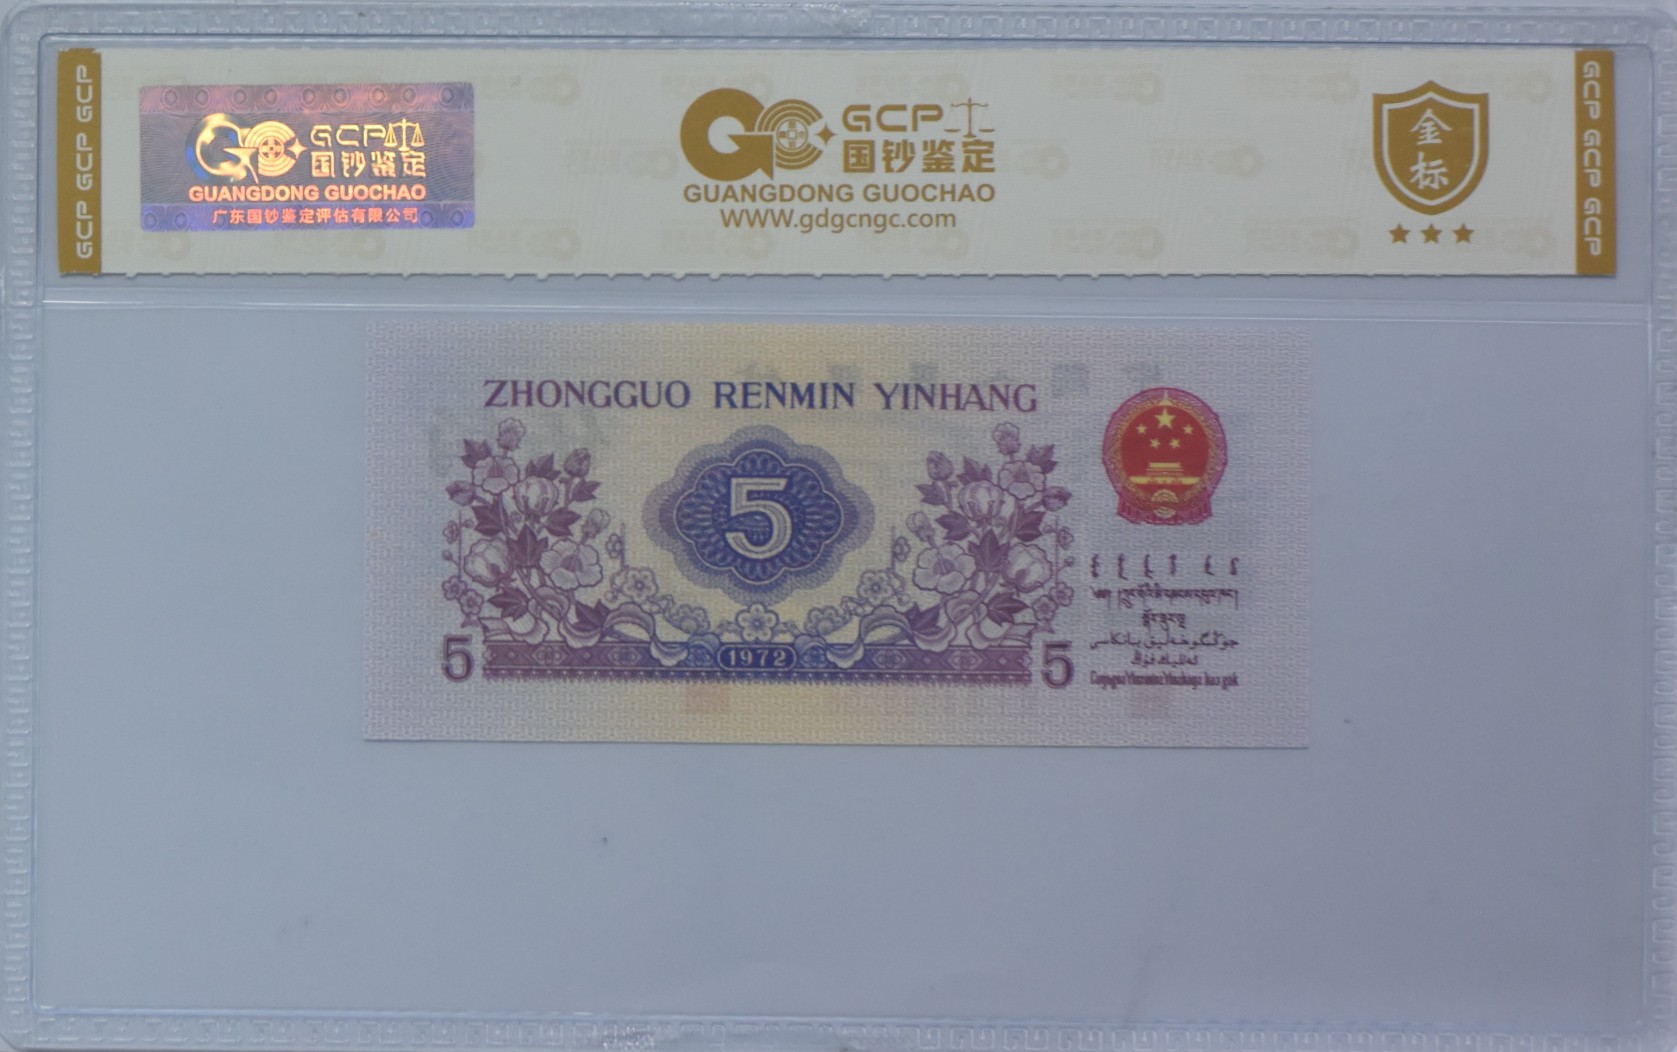 GCP GCP GCP
GCP
国钞鉴定
GUANGDONG GUOCHAO
广东国钞鉴定评估有限公司
GCP
国钞鉴定
GUANGDONG GUOCHAO
WWW.gdgcngc.com
金
标
GCP GCP GCP
ZHONGGUO RENMIN YINHANG
5
1972
5
5